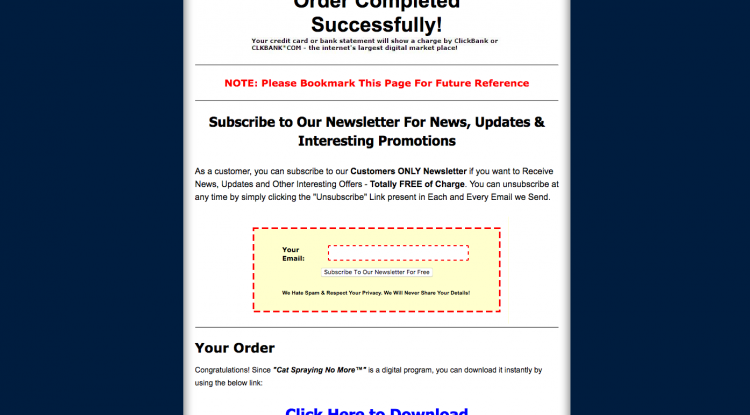 Order Completed
Successfully!
Your credit card or bank statement will show a charge by ClickBank or
CLKBANK*COM - the internet's largest digital market place!
NOTE: Please Bookmark This Page For Future Reference
Subscribe to Our Newsletter For News, Updates &
Interesting Promotions
As a customer, you can subscribe to our Customers ONLY Newsletter if you want to Receive
News, Updates and Other Interesting Offers - Totally FREE of Charge. You can unsubscribe at
any time by simply clicking the "Unsubscribe" Link present in Each and Every Email we Send.
Your
Email:
Subscribe To Our Newsletter For Free
We Hate Spam & Respect Your Privacy. We Will Never Share Your Details!
Your Order
Congratulations! Since "Cat Spraying No More™" is a digital program, you can download it instantly by
using the below link:
Click Here to Download